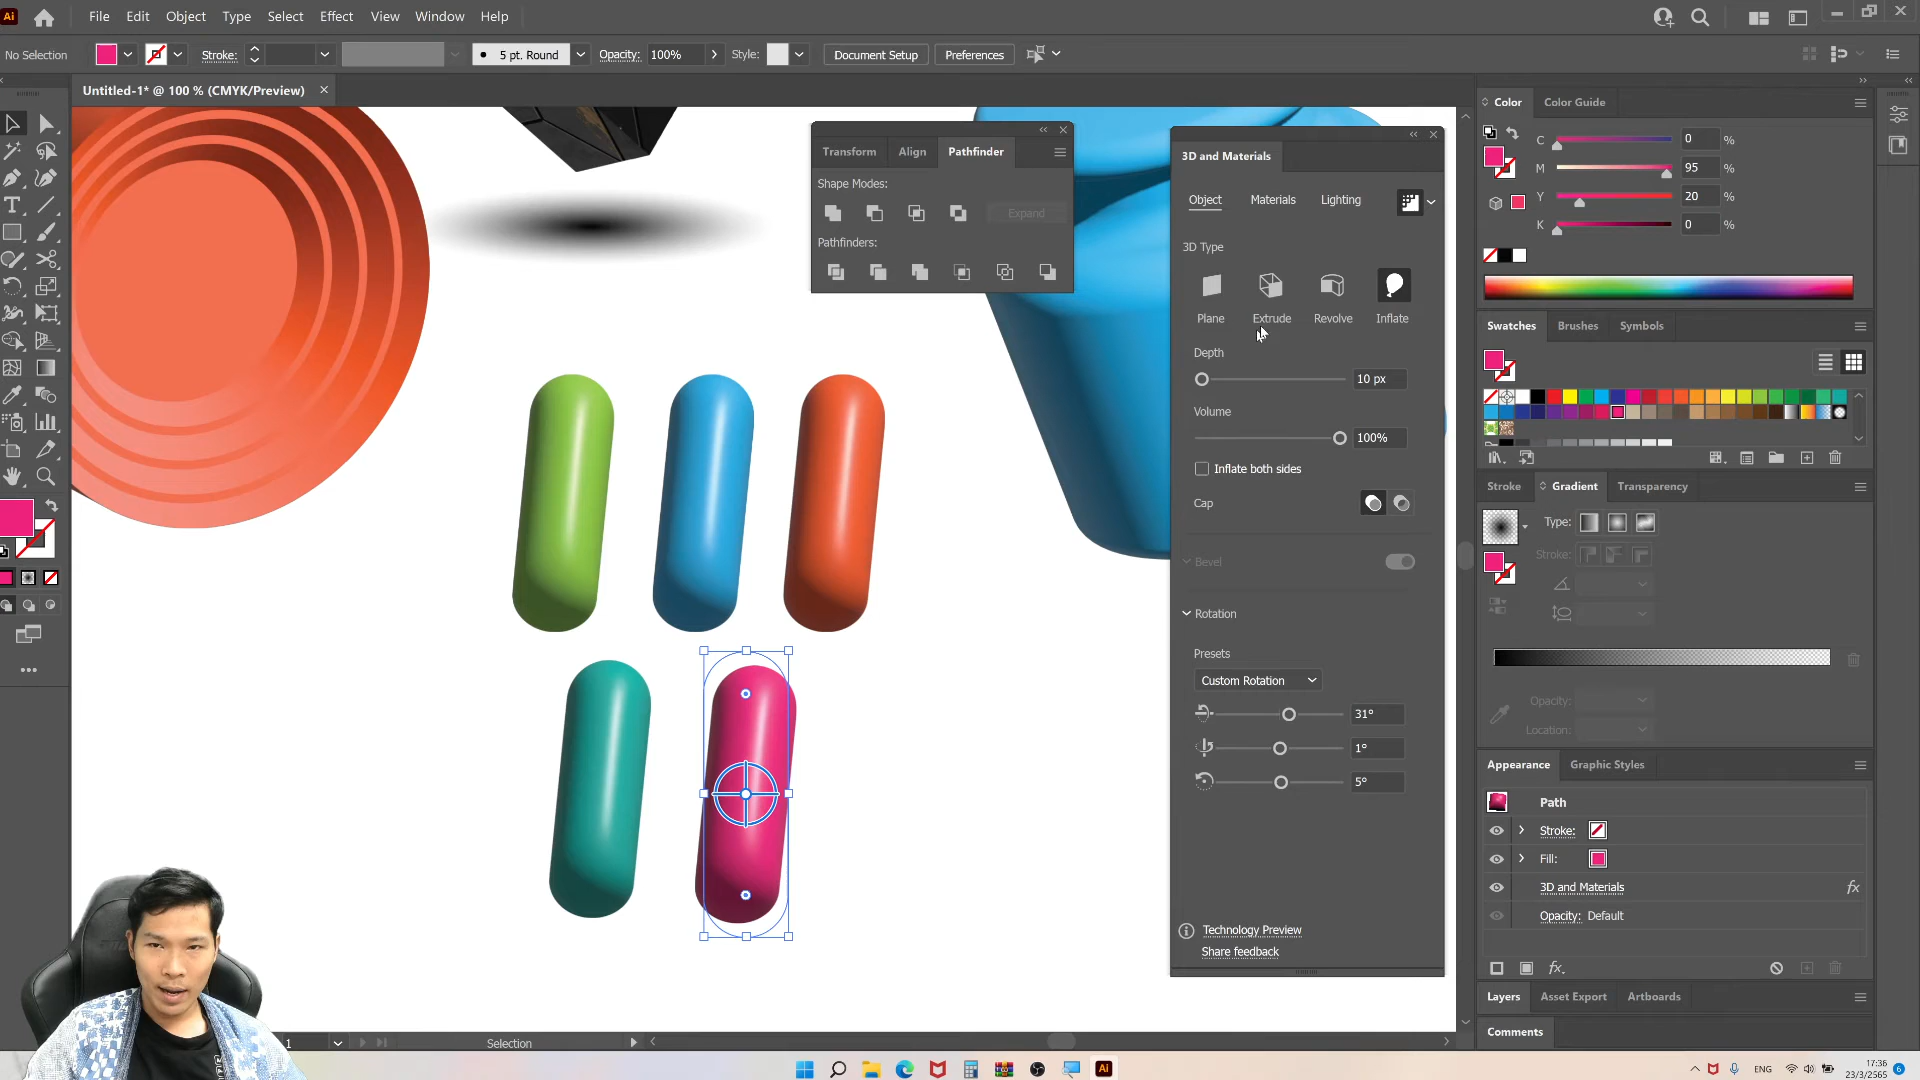 Ai
File Edit Object Type Select Effect View Window Help
No Selection
Stroke:
5 pt. Round
Opacity: 100%
Style:
Document Setup
Preferences
Untitled-1* @ 100 % (CMYK/Preview)
Transform Align Pathfinder
Shape Modes:
Expand
Pathfinders:
3D and Materials
Object Materials Lighting
3D Type
Plane Extrude Revolve Inflate
Depth
10 px
Volume
100%
Inflate both sides
Cap
Bevel
Rotation
Presets
Custom Rotation
31°
1°
5°
Technology Preview
Share feedback
Color Color Guide
C 0 %
M 95 %
Y 20 %
K 0 %
Swatches Brushes Symbols
Stroke Gradient Transparency
Type:
Stroke:
Opacity:
Location:
Appearance Graphic Styles
Path
Stroke:
Fill:
3D and Materials fx
Opacity: Default
fx.
Layers Asset Export Artboards
Comments
1
Selection
Ai
ENG
17:36
23/3/2565
6